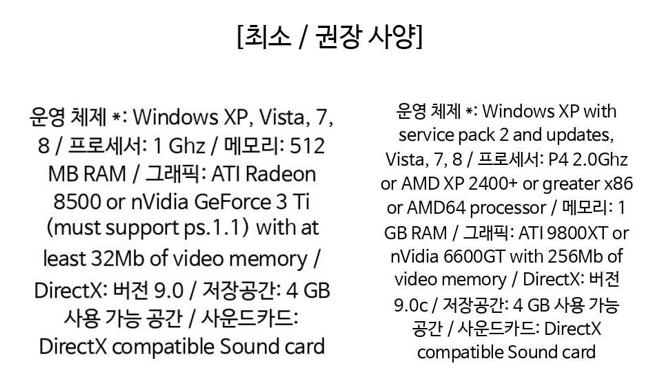 [최소 / 권장 사양]
운영 체제 *: Windows XP, Vista, 7,
8 / 프로세서: 1 Ghz / 메모리: 512
MB RAM / 그래픽: ATI Radeon
8500 or nVidia GeForce 3 Ti
(must support ps.1.1) with at
least 32Mb of video memory /
DirectX: 버전 9.0 / 저장공간: 4 GB
사용 가능 공간 / 사운드카드:
DirectX compatible Sound card
운영 체제 *: Windows XP with
service pack 2 and updates,
Vista, 7, 8 / 프로세서: P4 2.0Ghz
or AMD XP 2400+ or greater x86
or AMD64 processor / 메모리: 1
GB RAM / 그래픽: ATI 9800XT or
nVidia 6600GT with 256Mb of
video memory / DirectX: 버전
9.0c / 저장공간: 4 GB 사용 가능
공간 / 사운드카드: DirectX
compatible Sound card